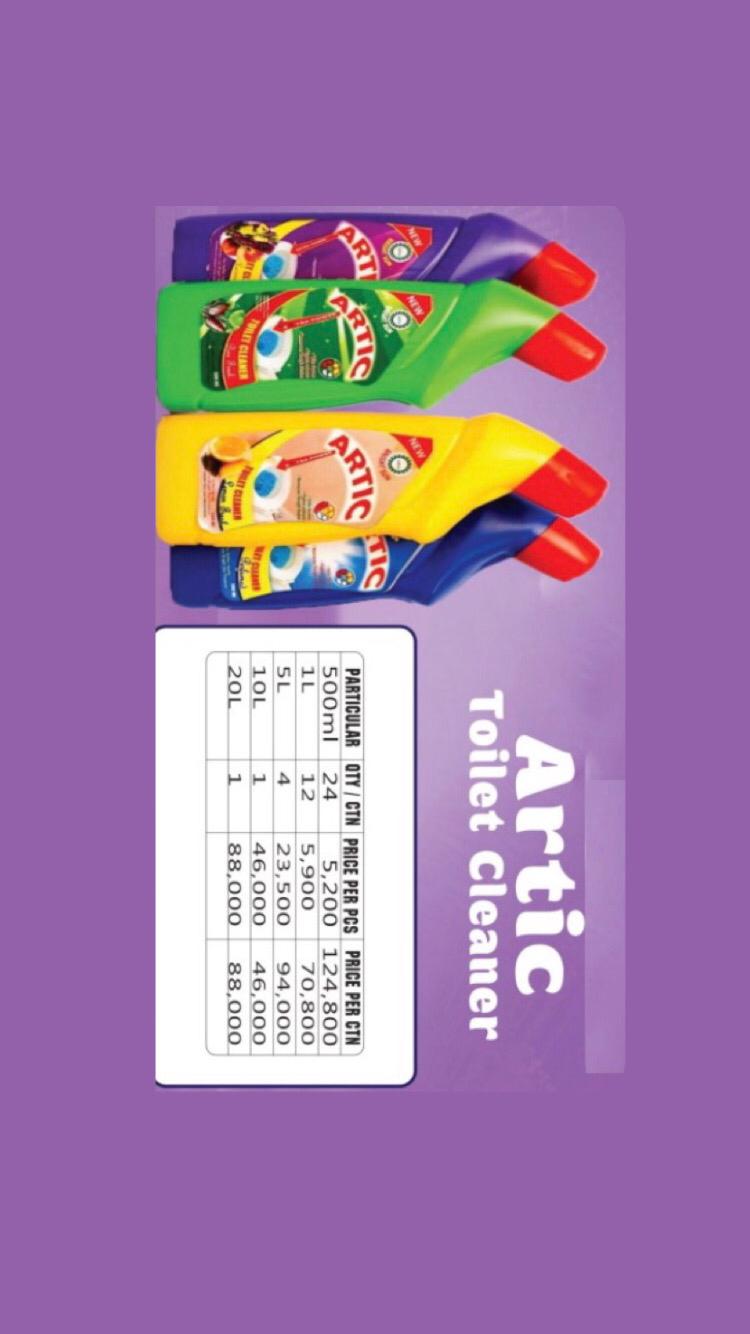 Artic
Toilet Cleaner
PARTICULAR QTY / CTN PRICE PER PCS PRICE PER CTN
500ml 24 5,200 124,800
1L 12 5,900 70,800
5L 4 23,500 94,000
10L 1 46,000 46,000
20L 1 88,000 88,000
NEW
ARTI
NEW
ARTIC
TOILET CLEANER
NEW
ARTIC
TOILET CLEANER
TIC
ILET CLEANER